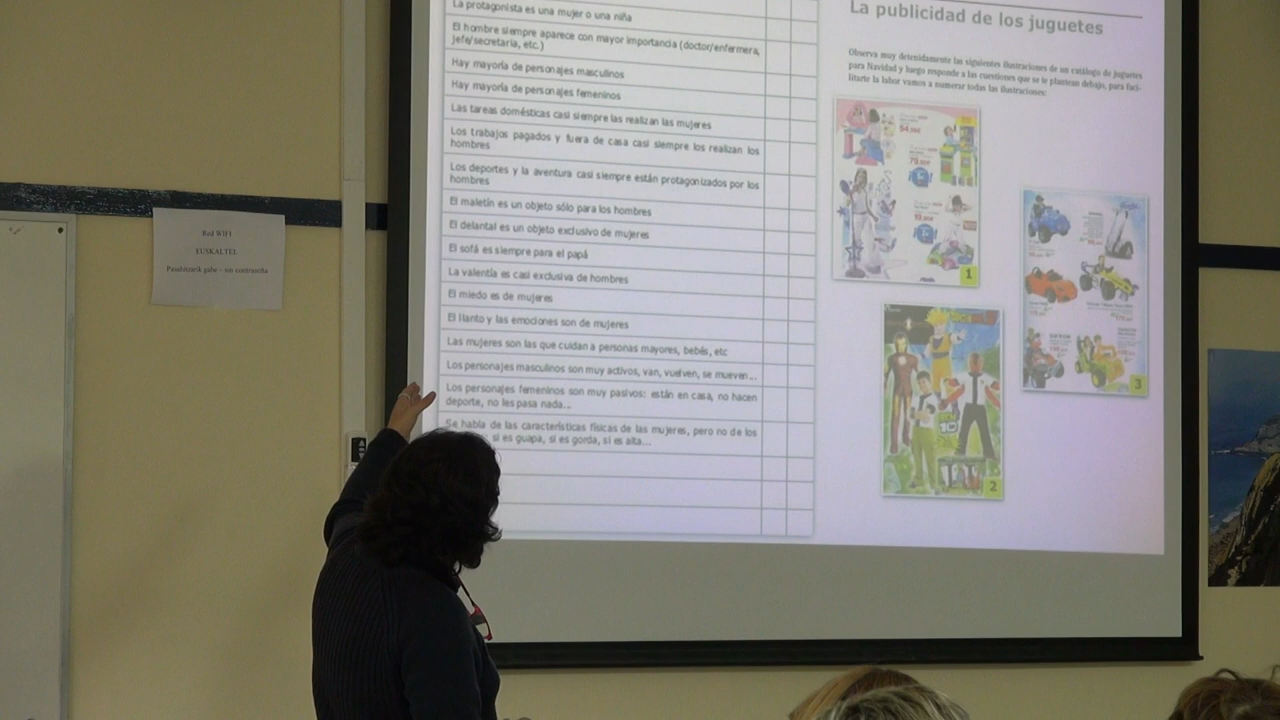 Red WIFI
EUSKALTEL
Pasahitzarik gabe - sin contraseña
La protagonista es una mujer o una niña
El hombre siempre aparece con mayor importancia (doctor/enfermera,
jefe/secretaria, etc.)
Hay mayoría de personajes masculinos
Hay mayoría de personajes femeninos
Las tareas domésticas casi siempre las realizan las mujeres
Los trabajos pagados y fuera de casa casi siempre los realizan los
hombres
Los deportes y la aventura casi siempre están protagonizados por los
hombres
El maletín es un objeto sólo para los hombres
El delantal es un objeto exclusivo de mujeres
El sofá es siempre para el papá
La valentía es casi exclusiva de hombres
El miedo es de mujeres
El llanto y las emociones son de mujeres
Las mujeres son las que cuidan a personas mayores, bebés, etc
Los personajes masculinos son muy activos, van, vuelven, se mueven...
Los personajes femeninos son muy pasivos: están en casa, no hacen
deporte, no les pasa nada...
Se habla de las características físicas de las mujeres, pero no de los
si es guapa, si es gorda, si es alta...
La publicidad de los juguetes
Observa muy detenidamente las siguientes ilustraciones de un catálogo de juguetes
para Navidad y luego responde a las cuestiones que se te plantean debajo, para faci-
litarte la labor vamos a numerar todas las ilustraciones:
1
3
10
2